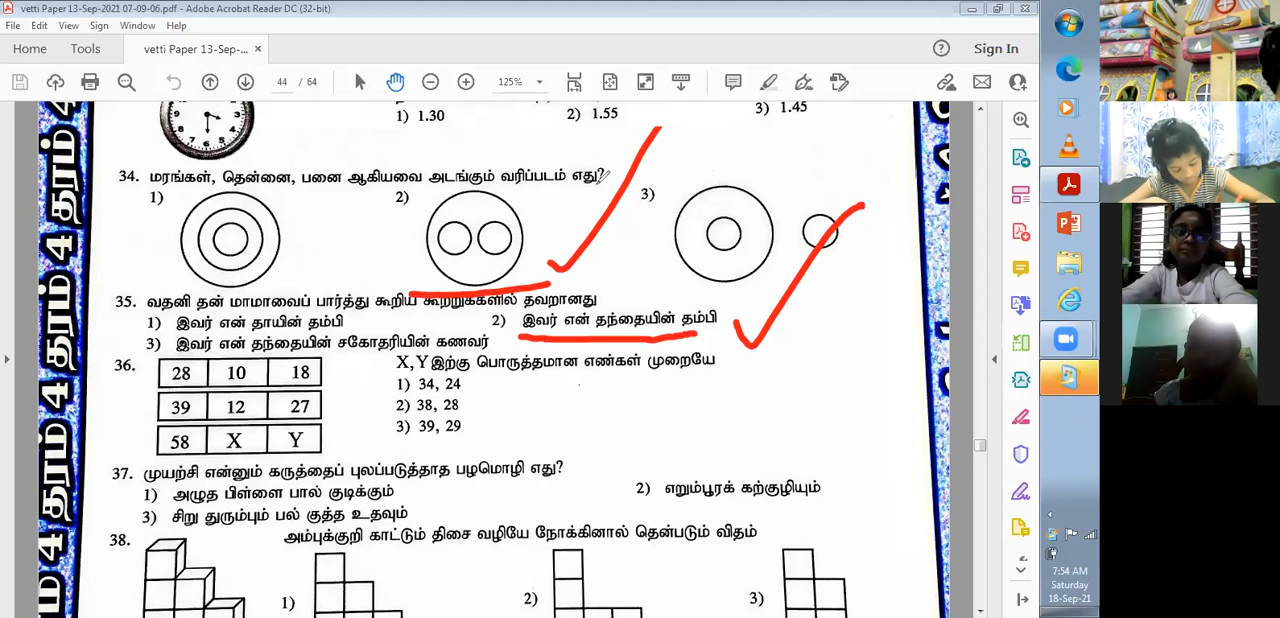 vetti Paper 13-Sep-2021 07-09-06.pdf - Adobe Acrobat Reader DC (32-bit)
File Edit View Sign Window Help
Home Tools vetti Paper 13-Sep-... × Sign In
44 / 64 125%
1) 1.30 2) 1.55 3) 1.45
34. மரங்கள், தென்னை, பனை ஆகியவை அடங்கும் வரிப்படம் எது?
1) 2) 3)
35. வதனி தன் மாமாவைப் பார்த்து கூறிய கூற்றுக்களில் தவறானது
1) இவர் என் தாயின் தம்பி 2) இவர் என் தந்தையின் தம்பி
3) இவர் என் தந்தையின் சகோதரியின் கணவர்
36. 28 10 18 X, Y இற்கு பொருத்தமான எண்கள் முறையே
1) 34, 24
39 12 27 2) 38, 28
3) 39, 29
58 X Y
37. முயற்சி என்னும் கருத்தைப் புலப்படுத்தாத பழமொழி எது?
1) அழுத பிள்ளை பால் குடிக்கும் 2) எறும்பூரக் கற்குழியும்
3) சிறு துரும்பும் பல் குத்த உதவும்
38. அம்புக்குறி காட்டும் திசை வழியே நோக்கினால் தென்படும் விதம்
1) 2) 3)
தரம் 4
தரம் 4
7:54 AM
Saturday
18-Sep-21